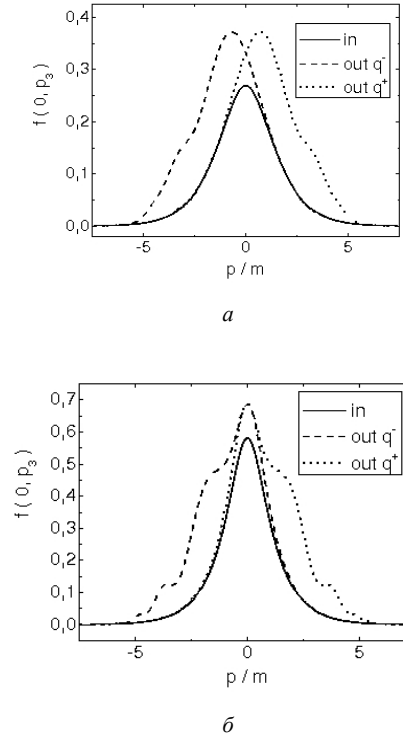 0,4
0,3
0,2
0,1
0,0
f ( 0, p₃ )
in
out q⁻
out q⁺
-5
0
5
p / m
а
0,7
0,6
0,5
0,4
0,3
0,2
0,1
0,0
f ( 0, p₃ )
in
out q⁻
out q⁺
-5
0
5
p / m
б